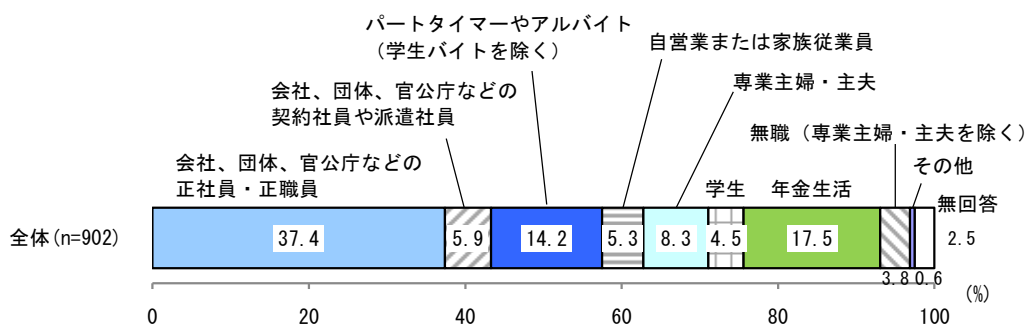 パートタイマーやアルバイト
(学生バイトを除く)
自営業または家族従業員
会社、団体、官公庁などの
契約社員や派遣社員
専業主婦・主夫
無職(専業主婦・主夫を除く)
会社、団体、官公庁などの
正社員・正職員
学生
年金生活
その他
無回答
全体(n=902)
37.4
5.9
14.2
5.3
8.3
4.5
17.5
3.8
0.6
2.5
(%)
0
20
40
60
80
100